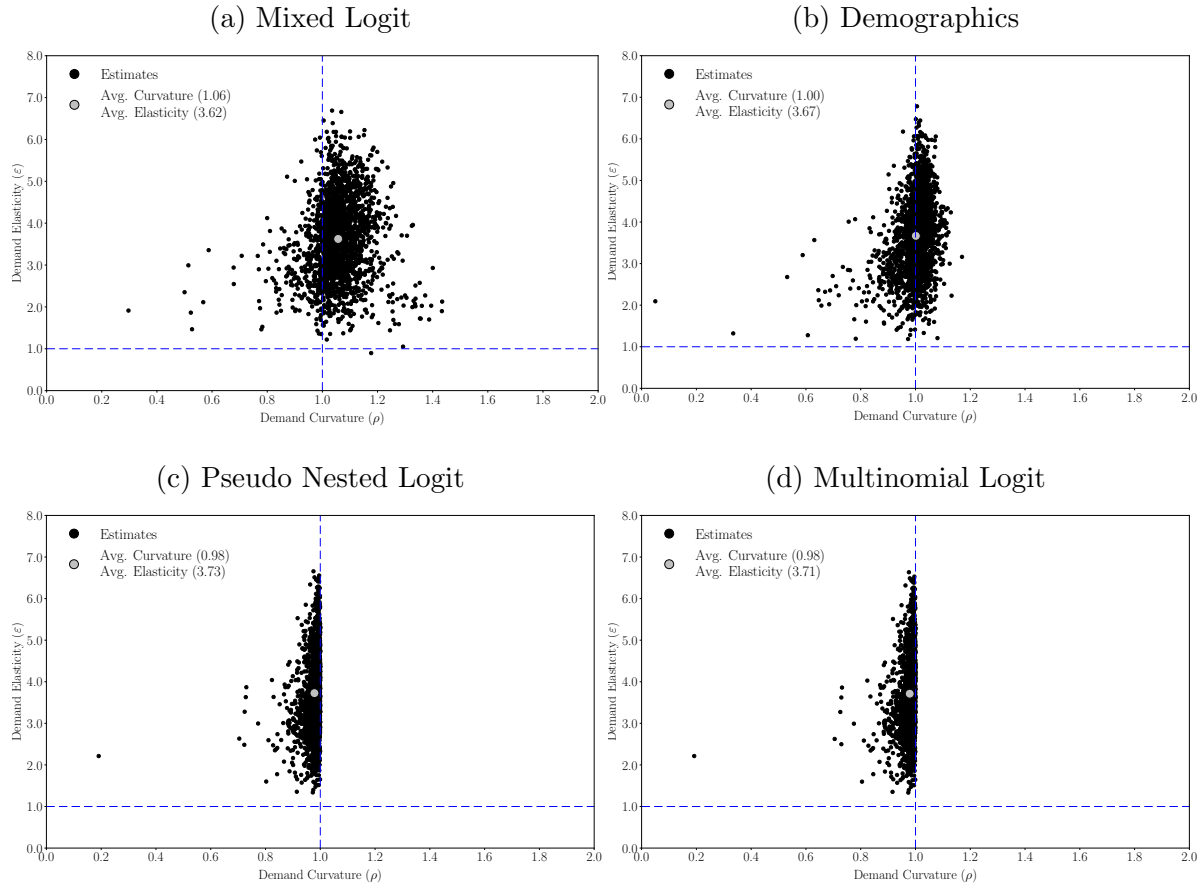 (a) Mixed Logit
8.0
7.0
6.0
5.0
4.0
3.0
2.0
1.0
0.0
Demand Elasticity (ε)
Estimates
Avg. Curvature (1.06)
Avg. Elasticity (3.62)
0.0 0.2 0.4 0.6 0.8 1.0 1.2 1.4 1.6 1.8 2.0
Demand Curvature (ρ)
(b) Demographics
8.0
7.0
6.0
5.0
4.0
3.0
2.0
1.0
0.0
Demand Elasticity (ε)
Estimates
Avg. Curvature (1.00)
Avg. Elasticity (3.67)
0.0 0.2 0.4 0.6 0.8 1.0 1.2 1.4 1.6 1.8 2.0
Demand Curvature (ρ)
(c) Pseudo Nested Logit
8.0
7.0
6.0
5.0
4.0
3.0
2.0
1.0
0.0
Demand Elasticity (ε)
Estimates
Avg. Curvature (0.98)
Avg. Elasticity (3.73)
0.0 0.2 0.4 0.6 0.8 1.0 1.2 1.4 1.6 1.8 2.0
Demand Curvature (ρ)
(d) Multinomial Logit
8.0
7.0
6.0
5.0
4.0
3.0
2.0
1.0
0.0
Demand Elasticity (ε)
Estimates
Avg. Curvature (0.98)
Avg. Elasticity (3.71)
0.0 0.2 0.4 0.6 0.8 1.0 1.2 1.4 1.6 1.8 2.0
Demand Curvature (ρ)